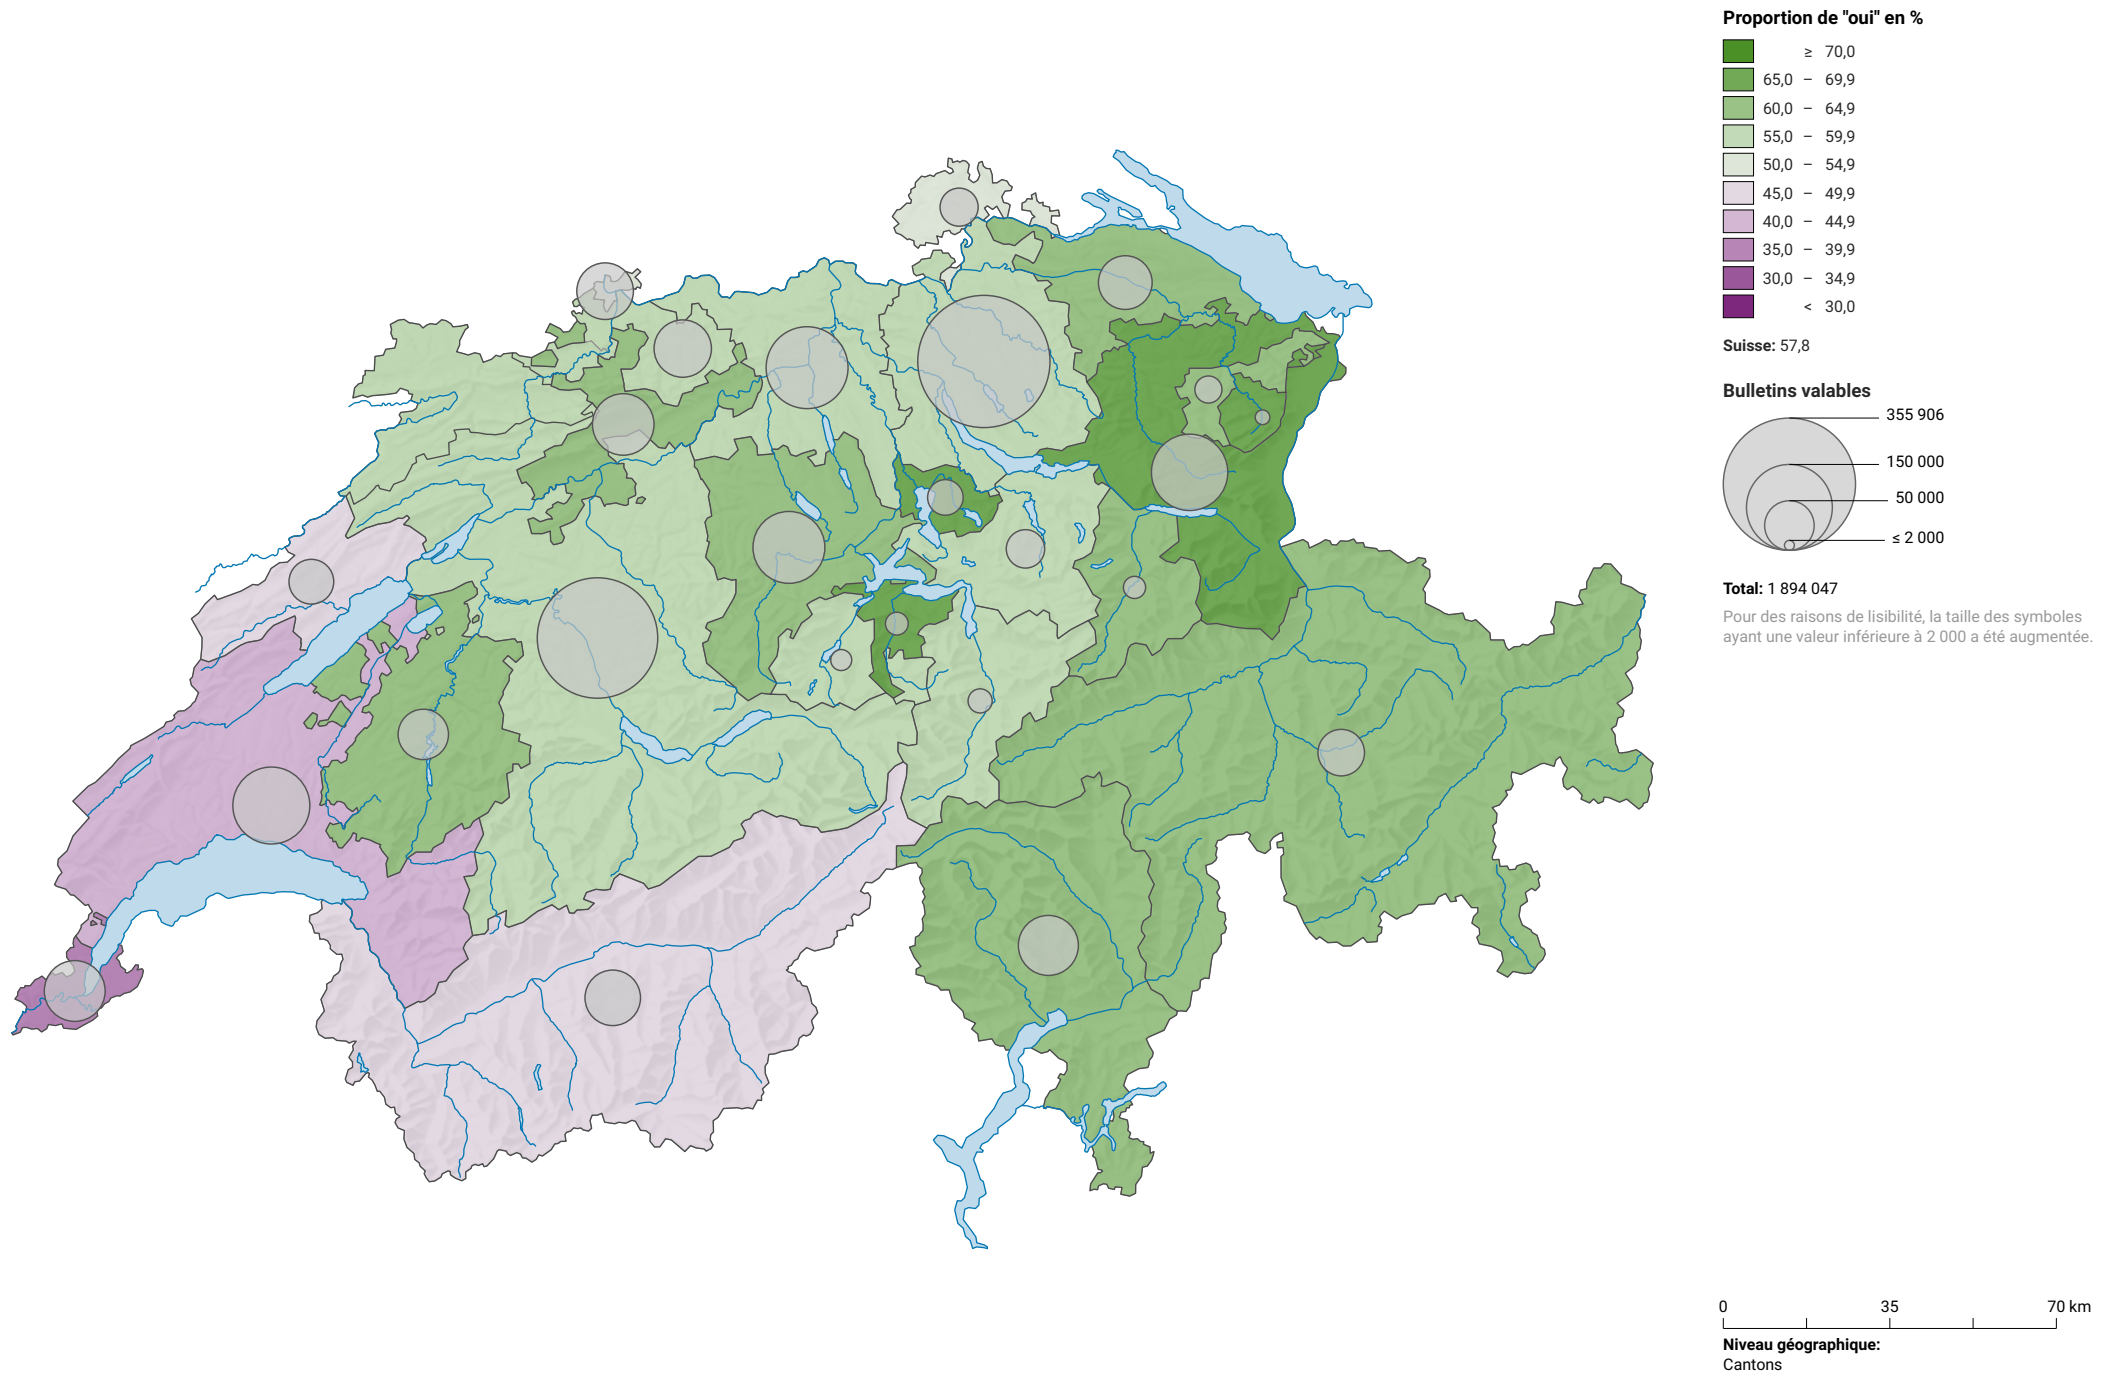 Proportion de "oui" en %
≥ 70,0
65,0 – 69,9
60,0 – 64,9
55,0 – 59,9
50,0 – 54,9
45,0 – 49,9
40,0 – 44,9
35,0 – 39,9
30,0 – 34,9
< 30,0
Suisse: 57,8
Bulletins valables
355 906
150 000
50 000
≤ 2 000
Total: 1 894 047
Pour des raisons de lisibilité, la taille des symboles
ayant une valeur inférieure à 2 000 a été augmentée.
0 35 70 km
Niveau géographique:
Cantons